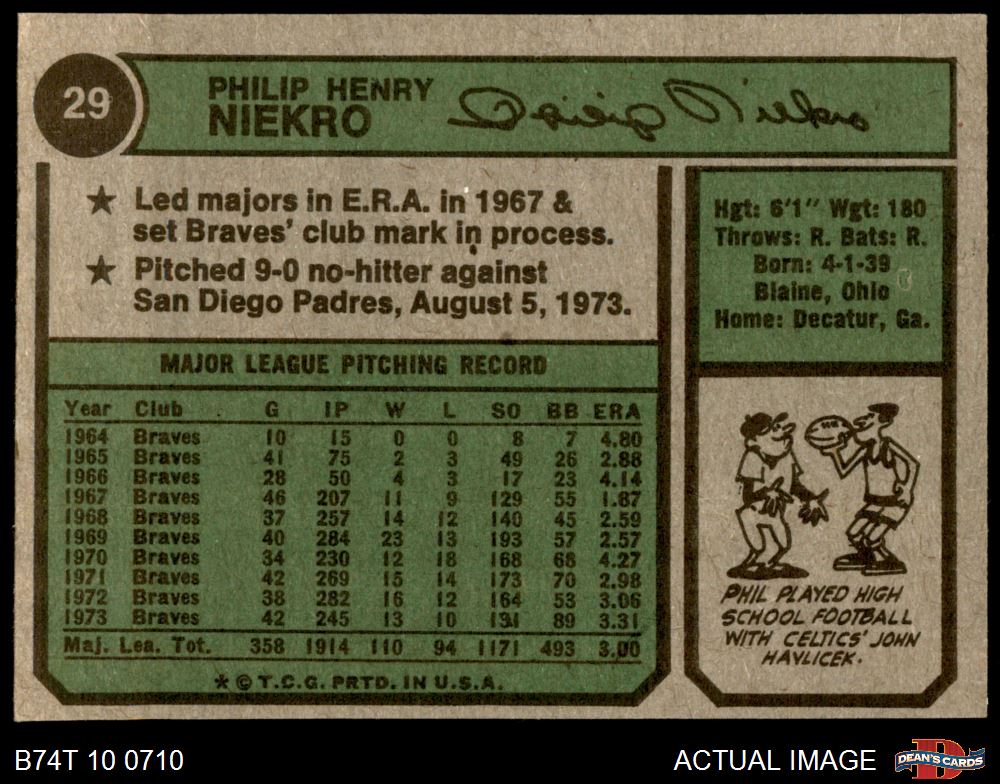 29
PHILIP HENRY
NIEKRO
★ Led majors in E.R.A. in 1967 &
set Braves' club mark in process.
★ Pitched 9-0 no-hitter against
San Diego Padres, August 5, 1973.
Hgt: 6'1" Wgt: 180
Throws: R. Bats: R.
Born: 4-1-39
Blaine, Ohio
Home: Decatur, Ga.
MAJOR LEAGUE PITCHING RECORD
Year Club G IP W L SO BB ERA
1964 Braves 10 15 0 0 8 7 4.80
1965 Braves 41 75 2 3 49 26 2.88
1966 Braves 28 50 4 3 17 23 4.14
1967 Braves 46 207 11 9 129 55 1.87
1968 Braves 37 257 14 12 140 45 2.59
1969 Braves 40 284 23 13 193 57 2.57
1970 Braves 34 230 12 18 168 68 4.27
1971 Braves 42 269 15 14 173 70 2.98
1972 Braves 38 282 16 12 164 53 3.06
1973 Braves 42 245 13 10 131 89 3.31
Maj. Lea. Tot. 358 1914 110 94 1171 493 3.00
* © T.C.G. PRTD. IN U.S.A.
PHIL PLAYED HIGH
SCHOOL FOOTBALL
WITH CELTICS' JOHN
HAVLICEK.
B74T 10 0710
ACTUAL IMAGE
DEAN'S CARDS